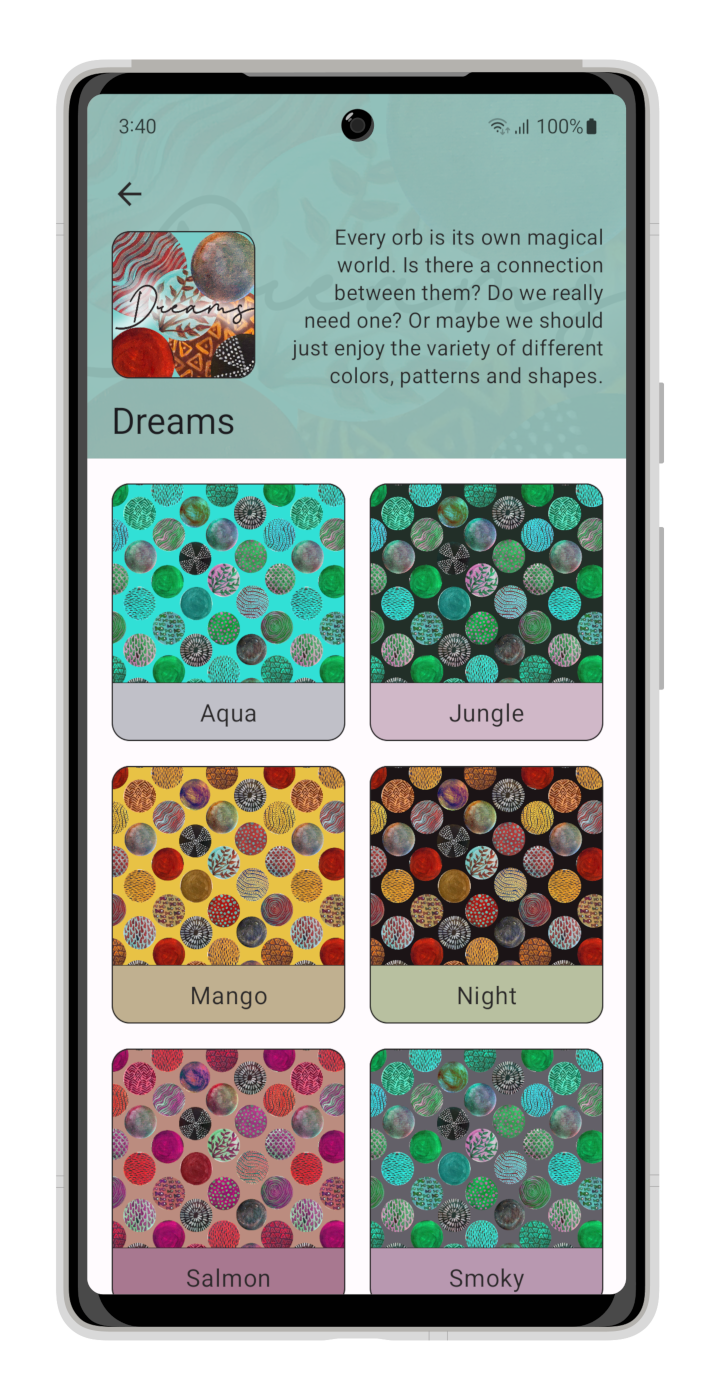 3:40 100%
Dreams
Every orb is its own magical
world. Is there a connection
between them? Do we really
need one? Or maybe we should
just enjoy the variety of different
colors, patterns and shapes.
Dreams
Aqua Jungle
Mango Night
Salmon Smoky